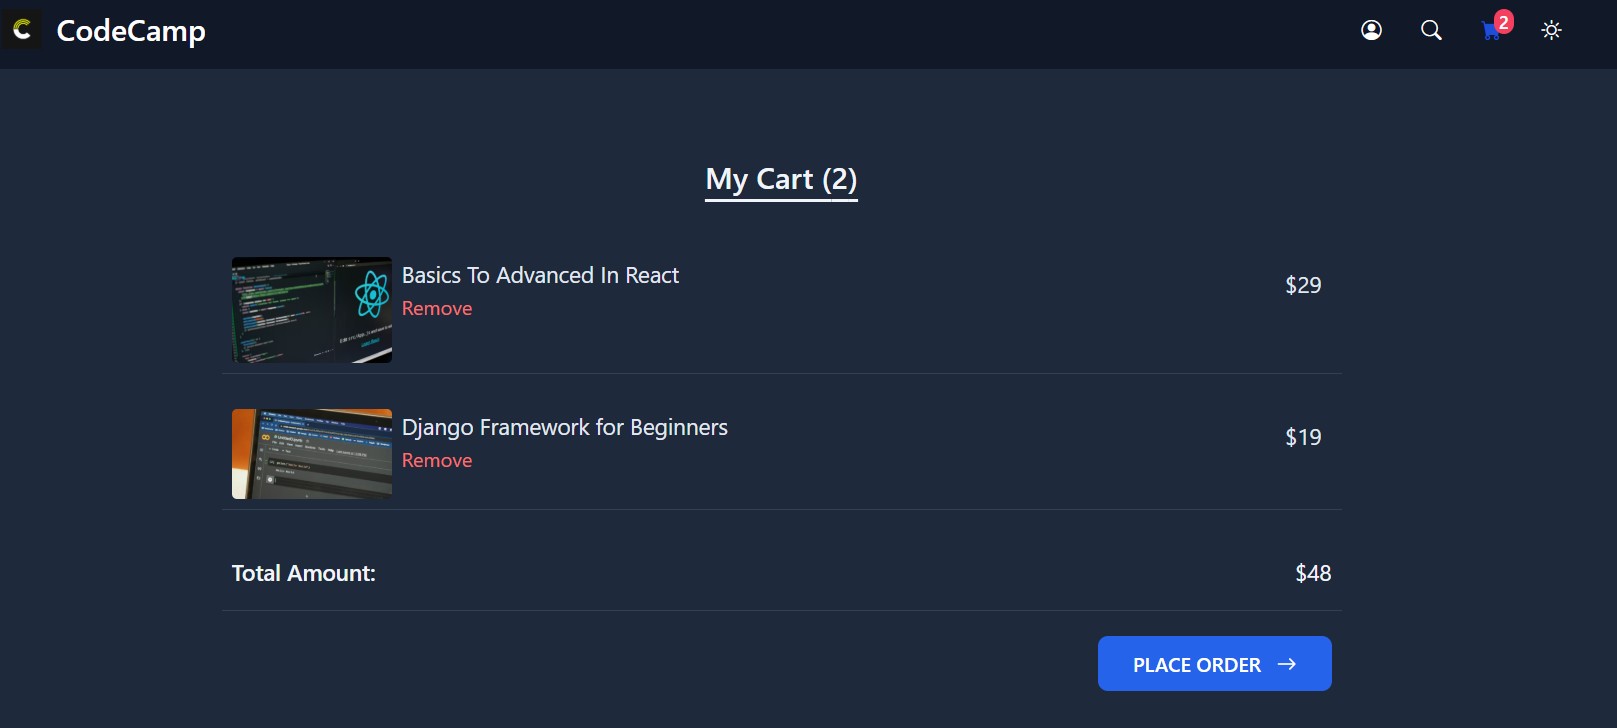 CodeCamp
2
My Cart (2)
Basics To Advanced In React
$29
Remove
Django Framework for Beginners
$19
Remove
Total Amount:
$48
PLACE ORDER →